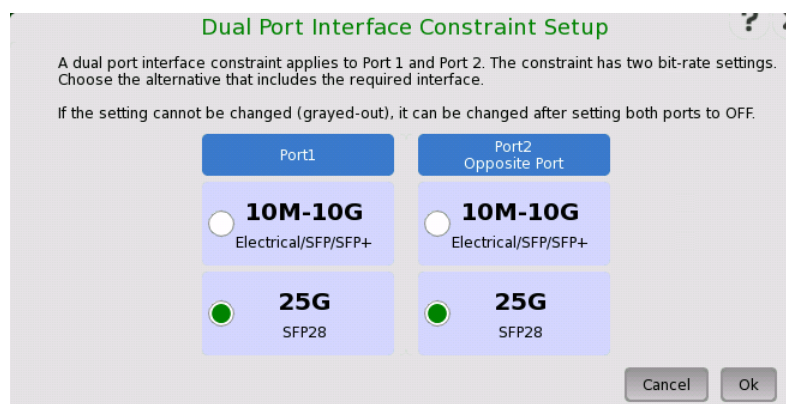 Dual Port Interface Constraint Setup
?
A dual port interface constraint applies to Port 1 and Port 2. The constraint has two bit-rate settings.
Choose the alternative that includes the required interface.
If the setting cannot be changed (grayed-out), it can be changed after setting both ports to OFF.
Port1
Port2
Opposite Port
10M-10G
Electrical/SFP/SFP+
10M-10G
Electrical/SFP/SFP+
25G
SFP28
25G
SFP28
Cancel
Ok